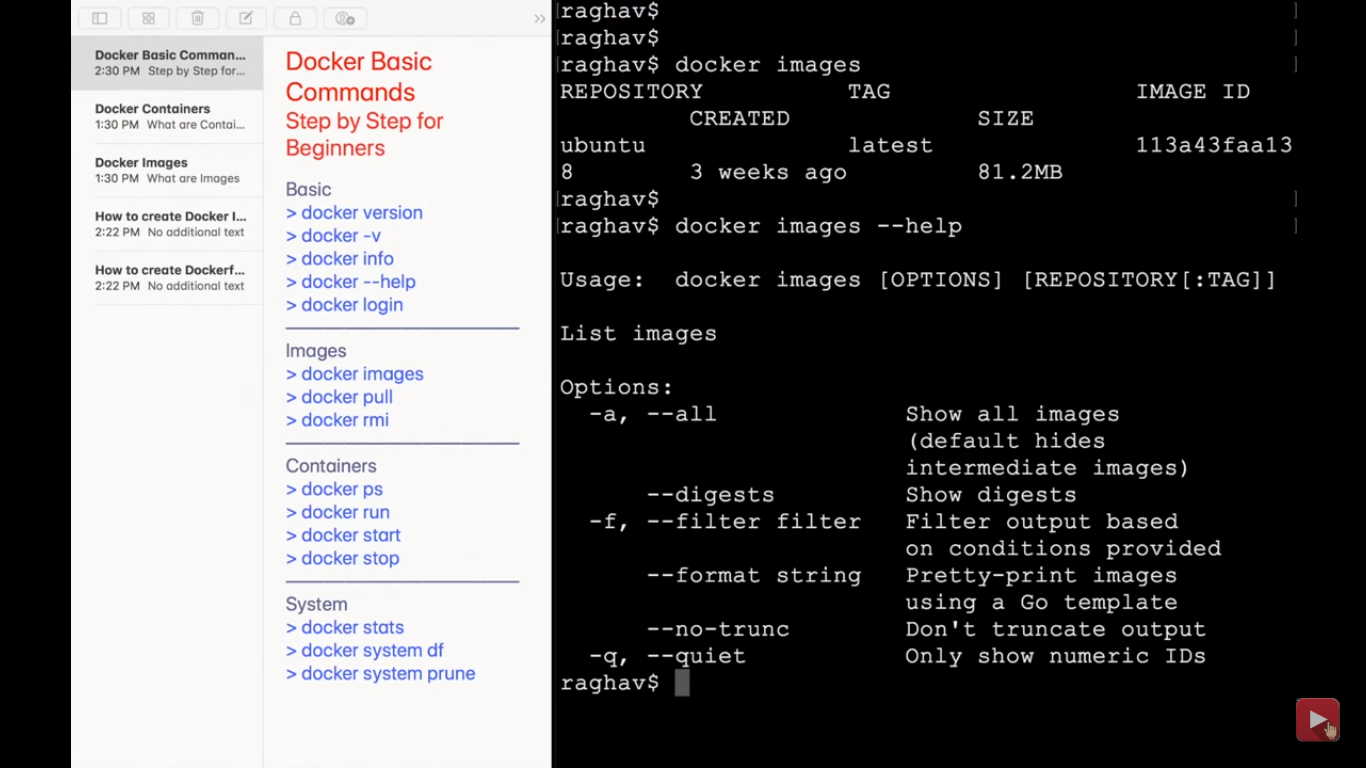 Docker Basic Comman...
2:30 PM Step by Step for...
Docker Containers
1:30 PM What are Contai...
Docker Images
1:30 PM What are Images
How to create Docker I...
2:22 PM No additional text
How to create Dockerf...
2:22 PM No additional text
Docker Basic
Commands
Step by Step for
Beginners
Basic
> docker version
> docker -v
> docker info
> docker --help
> docker login
Images
> docker images
> docker pull
> docker rmi
Containers
> docker ps
> docker run
> docker start
> docker stop
System
> docker stats
> docker system df
> docker system prune
[raghav$ ]
[raghav$ ]
[raghav$ docker images ]
REPOSITORY TAG IMAGE ID
CREATED SIZE
ubuntu latest 113a43faa13
8 3 weeks ago 81.2MB
[raghav$ ]
[raghav$ docker images --help ]
Usage: docker images [OPTIONS] [REPOSITORY[:TAG]]
List images
Options:
-a, --all Show all images
(default hides
intermediate images)
--digests Show digests
-f, --filter filter Filter output based
on conditions provided
--format string Pretty-print images
using a Go template
--no-trunc Don't truncate output
-q, --quiet Only show numeric IDs
raghav$